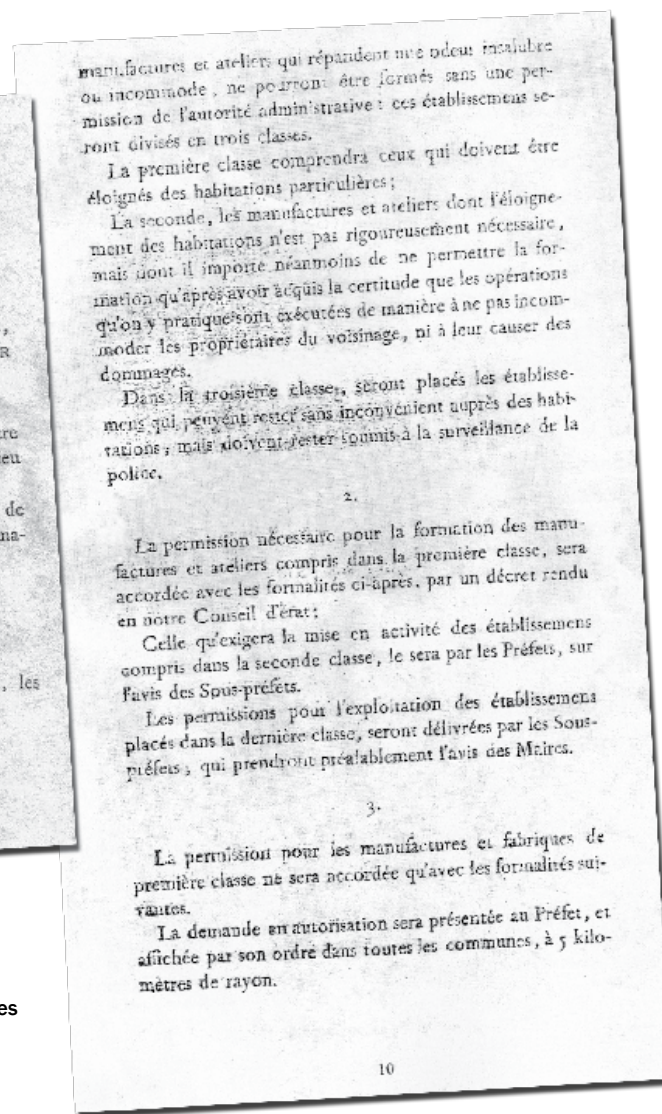 manufactures et ateliers qui répandent une odeur insalubre
ou incommode, ne pourront être formés sans une per-
mission de l'autorité administrative : ces établissemens se-
ront divisés en trois classes.
La première classe comprendra ceux qui doivent être
éloignés des habitations particulières ;
La seconde, les manufactures et ateliers dont l'éloigne-
ment des habitations n'est pas rigoureusement nécessaire,
mais dont il importe néanmoins de ne permettre la for-
mation qu'après avoir acquis la certitude que les opérations
qu'on y pratique sont exécutées de manière à ne pas incom-
moder les propriétaires du voisinage, ni à leur causer des
dommages.
Dans la troisième classe, seront placés les établisse-
mens qui peuvent rester sans inconvénient auprès des habi-
tations, mais doivent rester soumis à la surveillance de la
police.
2.
La permission nécessaire pour la formation des manu-
factures et ateliers compris dans la première classe, sera
accordée avec les formalités ci-après, par un décret rendu
en notre Conseil d'état ;
Celle qu'exigera la mise en activité des établissemens
compris dans la seconde classe, le sera par les Préfets, sur
l'avis des Sous-préfets.
Les permissions pour l'exploitation des établissemens
placés dans la dernière classe, seront délivrées par les Sous-
préfets, qui prendront préalablement l'avis des Maires.
3.
La permission pour les manufactures et fabriques de
première classe ne sera accordée qu'avec les formalités sui-
vantes.
La demande en autorisation sera présentée au Préfet, et
affichée par son ordre dans toutes les communes, à 5 kilo-
mètres de rayon.
10
,
R
re
eu
de
na-
, les
es